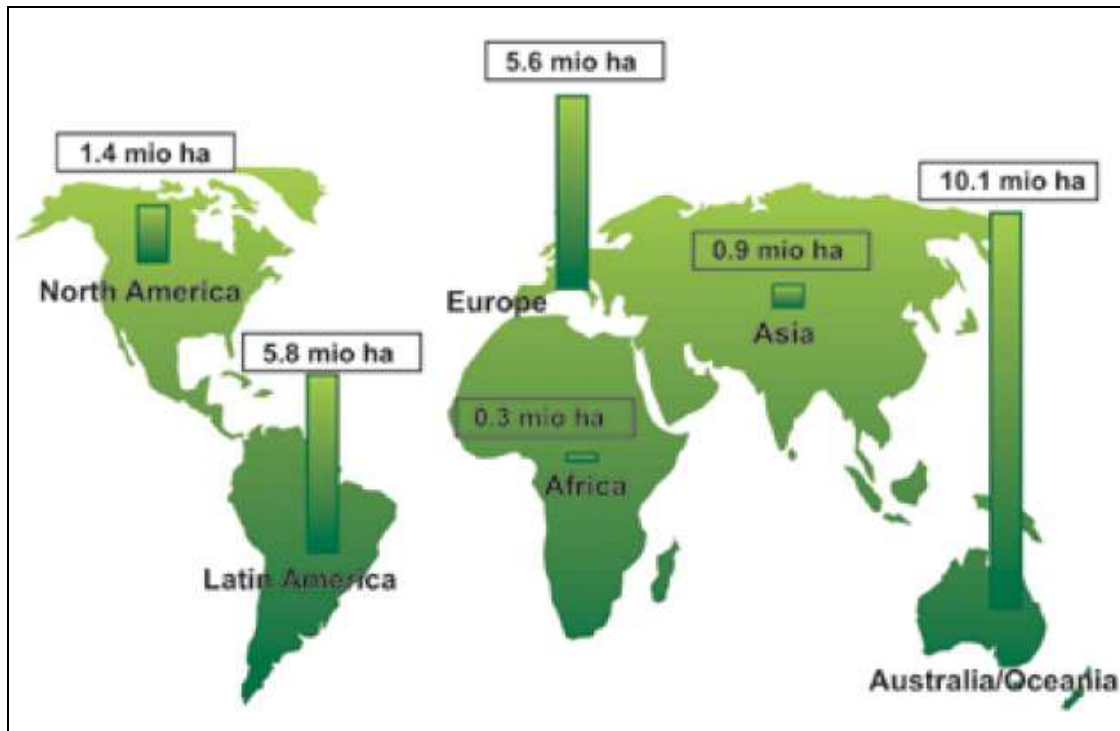 5.6 mio ha
1.4 mio ha
10.1 mio ha
0.9 mio ha
North America
Europe
Asia
5.8 mio ha
0.3 mio ha
Africa
Latin America
Australia/Oceania